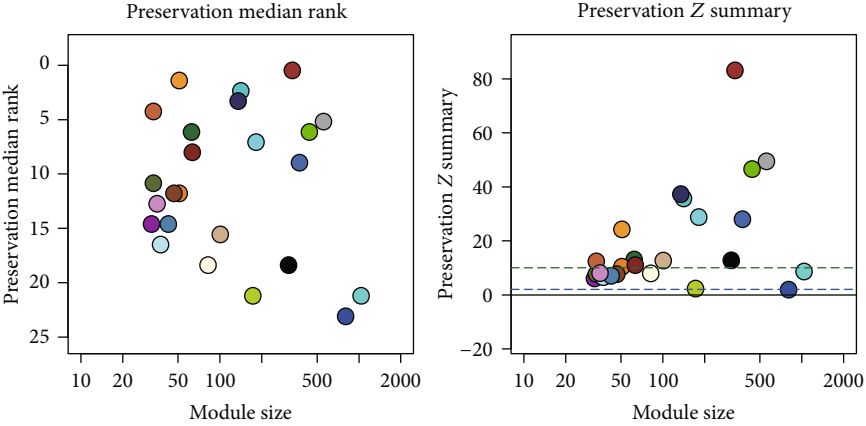 Preservation median rank
Preservation median rank
0
5
10
15
20
25
10 20 50 100 500 2000
Module size
Preservation Z summary
Preservation Z summary
80
60
40
20
0
−20
10 20 50 100 500 2000
Module size